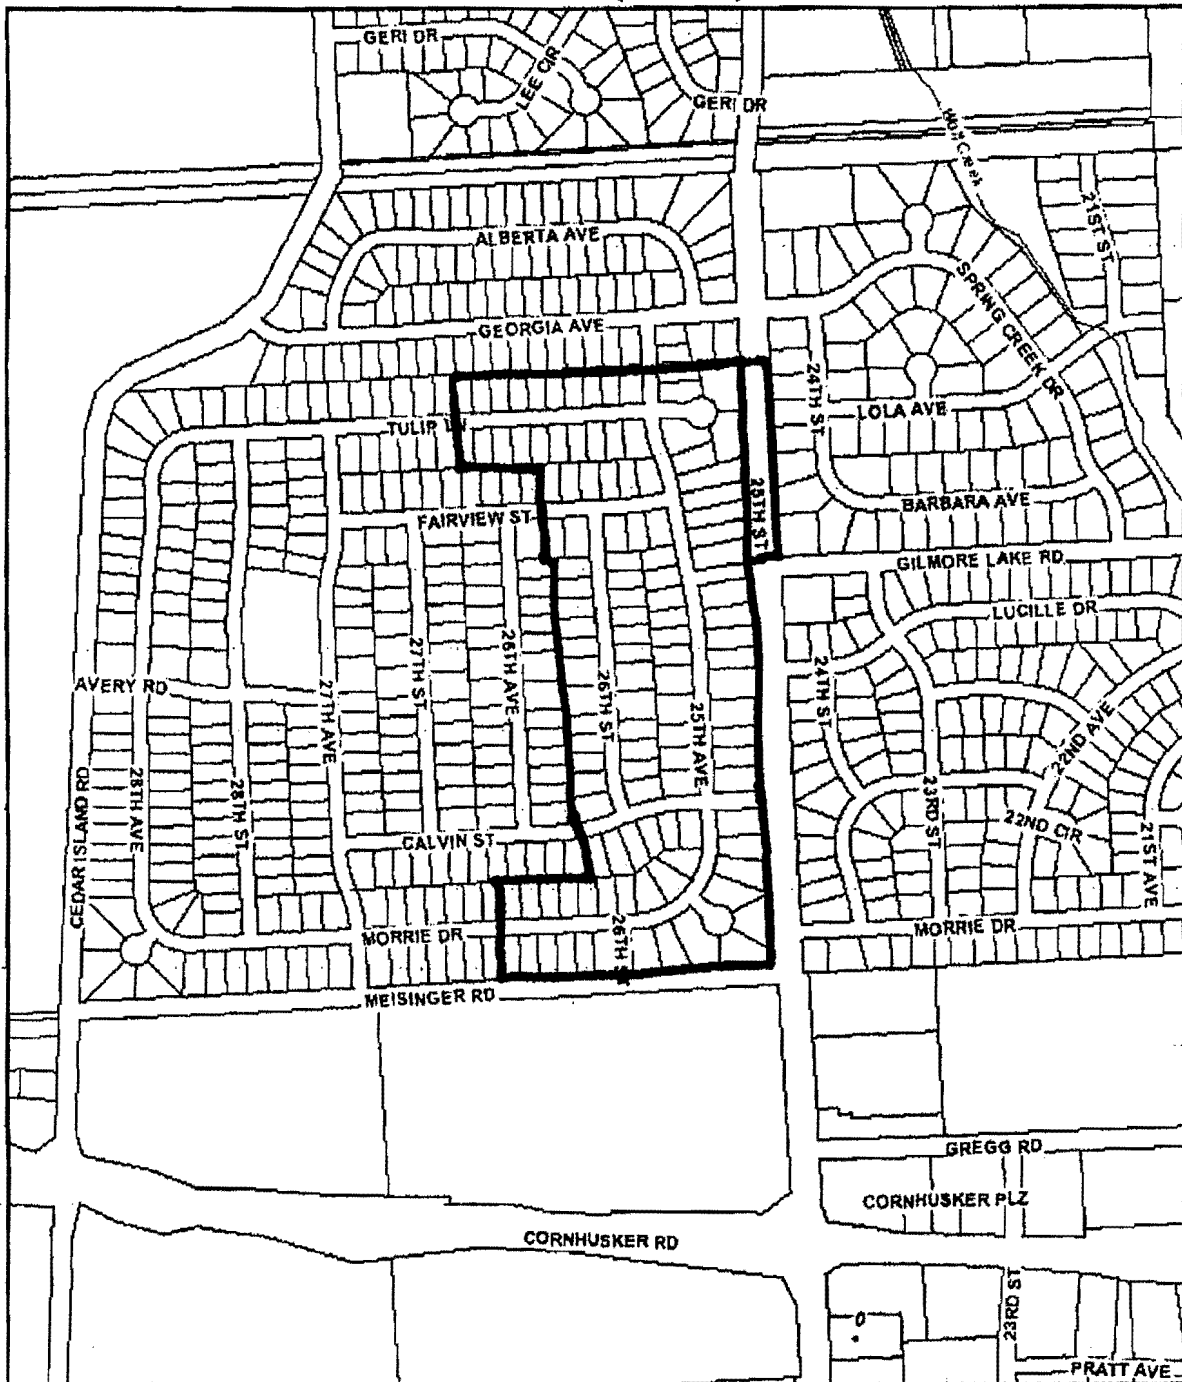 GERI DR
LEE CIR
GERI DR
21ST ST
ALBERTA AVE
SPRING CREEK DR
GEORGIA AVE
24TH ST
LOLA AVE
TULIP LN
25TH ST
BARBARA AVE
FAIRVIEW ST
GILMORE LAKE RD
LUCILLE DR
27TH ST
26TH AVE
26TH ST
24TH ST
AVERY RD
27TH AVE
25TH AVE
22ND AVE
CEDAR ISLAND RD
28TH AVE
28TH ST
23RD ST
22ND CIR
21ST AVE
CALVIN ST
MORRIE DR
26TH ST
MORRIE DR
MEISINGER RD
GREGG RD
CORNHUSKER PLZ
CORNHUSKER RD
23RD ST
0
PRATT AVE